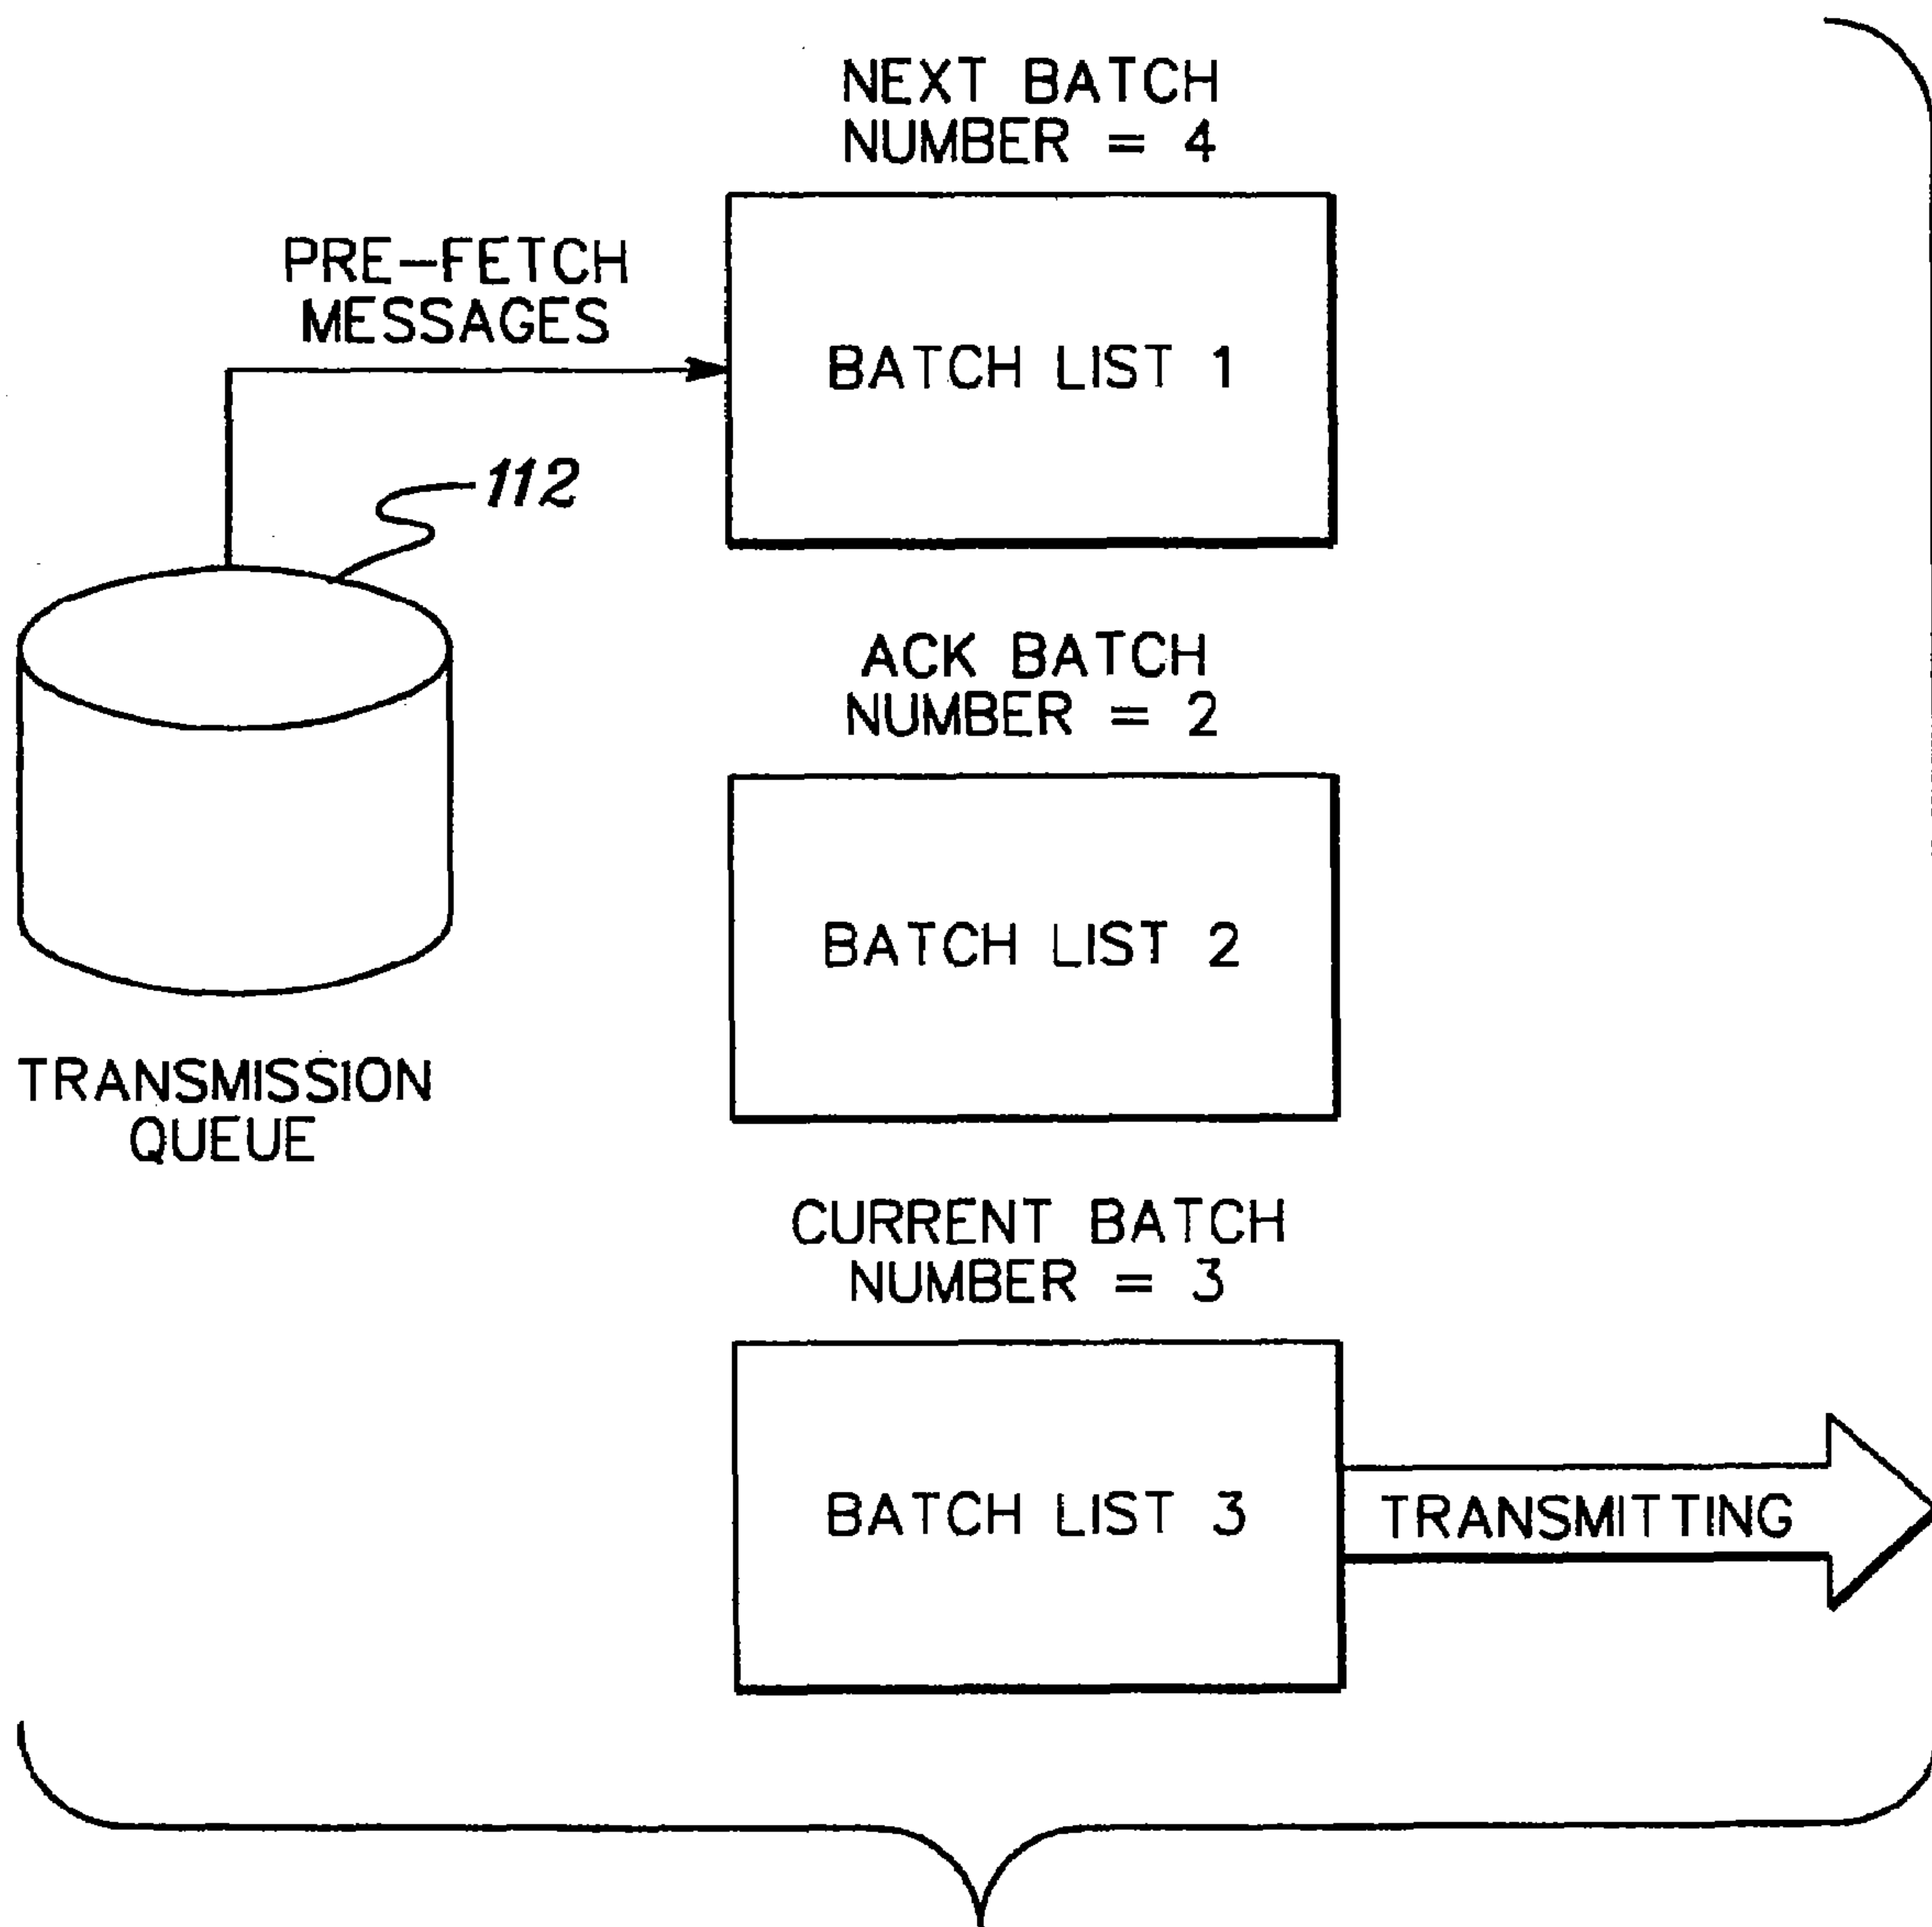 NEXT BATCH
NUMBER = 4
PRE-FETCH
MESSAGES
BATCH LIST 1
112
ACK BATCH
NUMBER = 2
BATCH LIST 2
TRANSMISSION
QUEUE
CURRENT BATCH
NUMBER = 3
BATCH LIST 3
TRANSMITTING